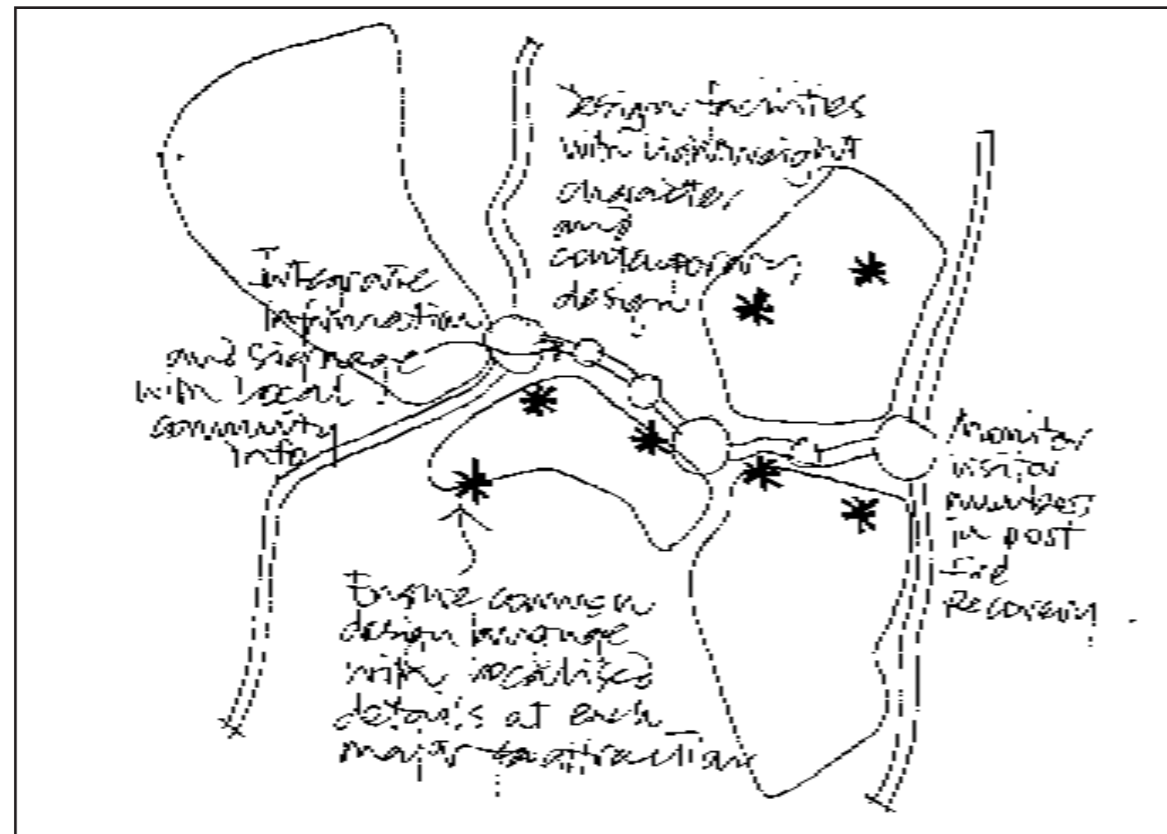 Design facilities
with lightweight
character
and
contemporary
design
Integrate
information
and signage
with local
community
info
Monitor
visitor
numbers
in post
fire
recovery
Ensure common
design language
with localised
details at each
major attraction